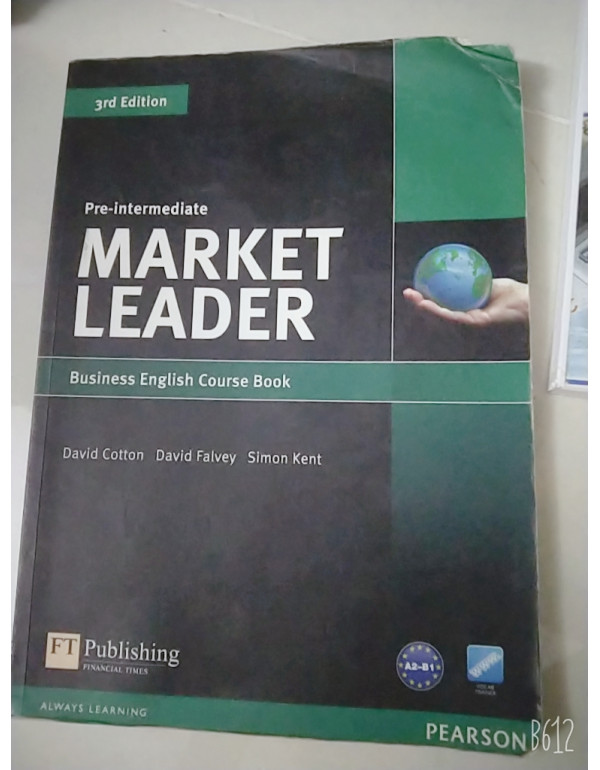 3rd Edition
Pre-intermediate
MARKET
LEADER
Business English Course Book
David Cotton David Falvey Simon Kent
FT Publishing
FINANCIAL TIMES
A2-B1
www.
ALWAYS LEARNING
PEARSON
B612